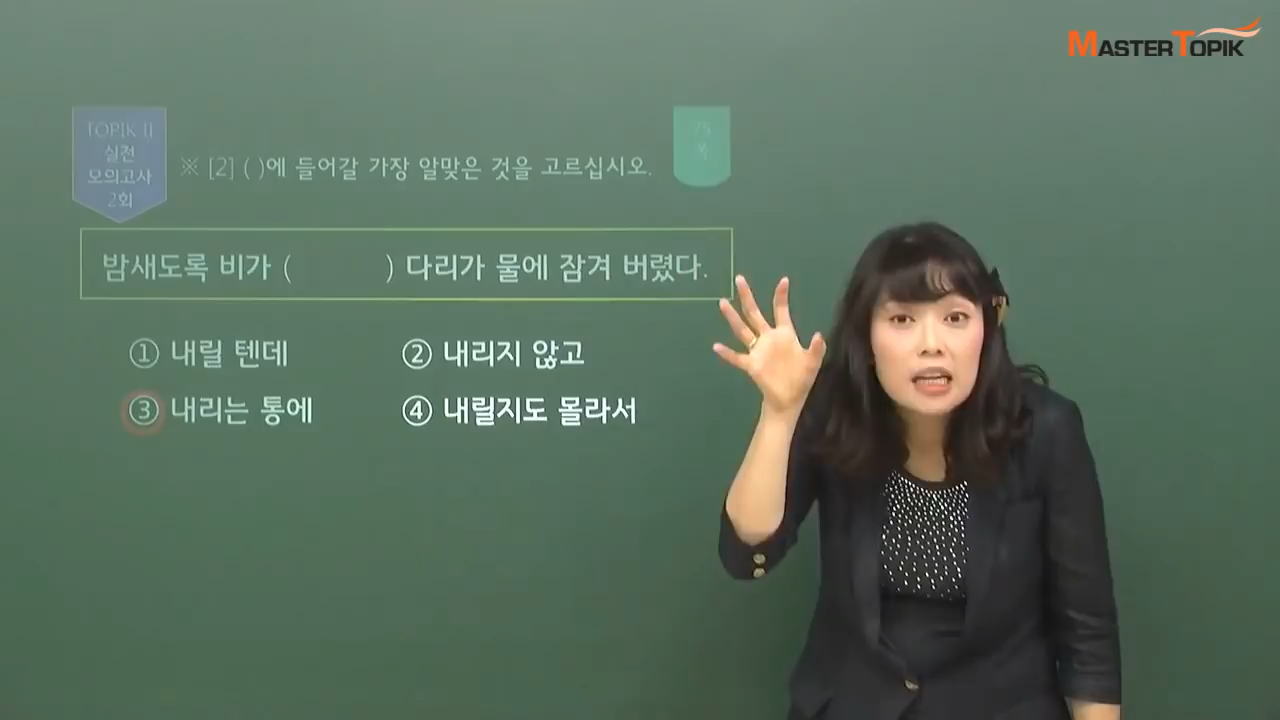 MASTERTOPIK
TOPIK II
실전
모의고사
2회
※ [2] ( )에 들어갈 가장 알맞은 것을 고르십시오.
75
쪽
밤새도록 비가 ( ) 다리가 물에 잠겨 버렸다.
① 내릴 텐데
② 내리지 않고
③ 내리는 통에
④ 내릴지도 몰라서